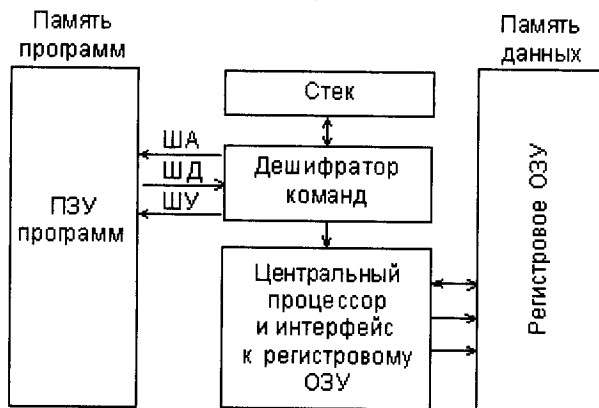 Память
программ
Память
данных
Стек
ША
ШД
ШУ
Дешифратор
команд
ПЗУ
программ
Центральный
процессор
и интерфейс
к регистровому
ОЗУ
Регистровое ОЗУ